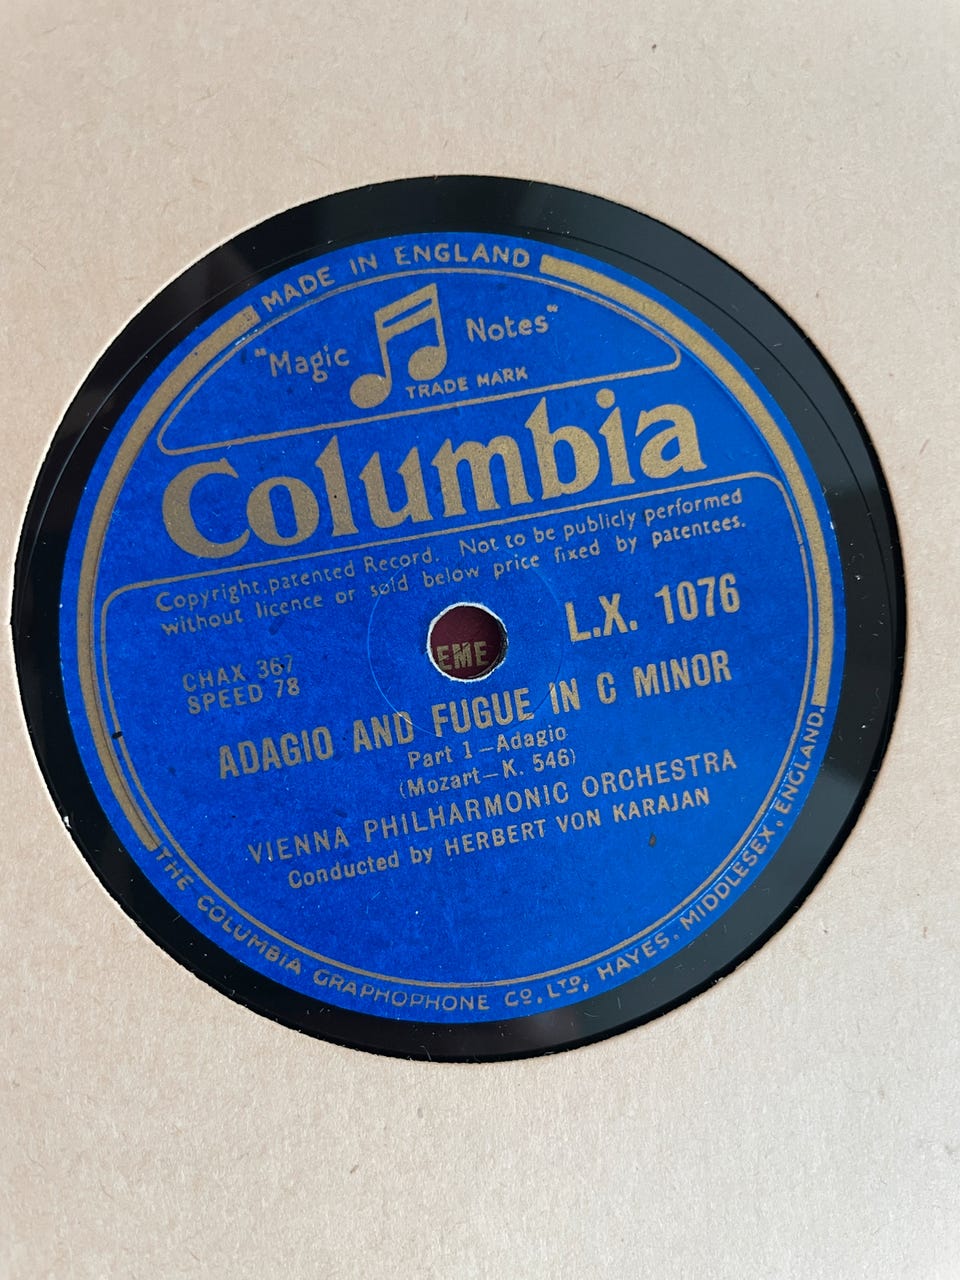 MADE IN ENGLAND
"Magic Notes"
TRADE MARK
Columbia
Copyright, patented Record. Not to be publicly performed
without licence or sold below price fixed by patentees.
L.X. 1076
EME
CHAX 367
SPEED 78
ADAGIO AND FUGUE IN C MINOR
Part 1—Adagio
(Mozart—K. 546)
VIENNA PHILHARMONIC ORCHESTRA
Conducted by HERBERT VON KARAJAN
THE COLUMBIA GRAPHOPHONE Co. LTD, HAYES. MIDDLESEX, ENGLAND.